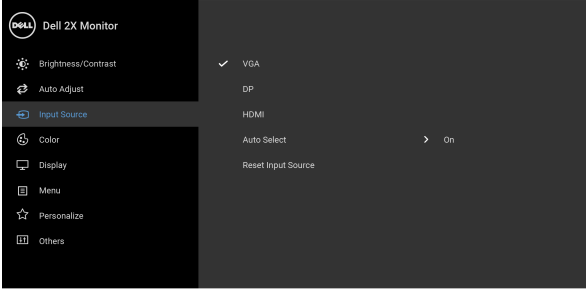 DELL Dell 2X Monitor
Brightness/Contrast
Auto Adjust
Input Source
Color
Display
Menu
Personalize
Others
VGA
DP
HDMI
Auto Select On
Reset Input Source